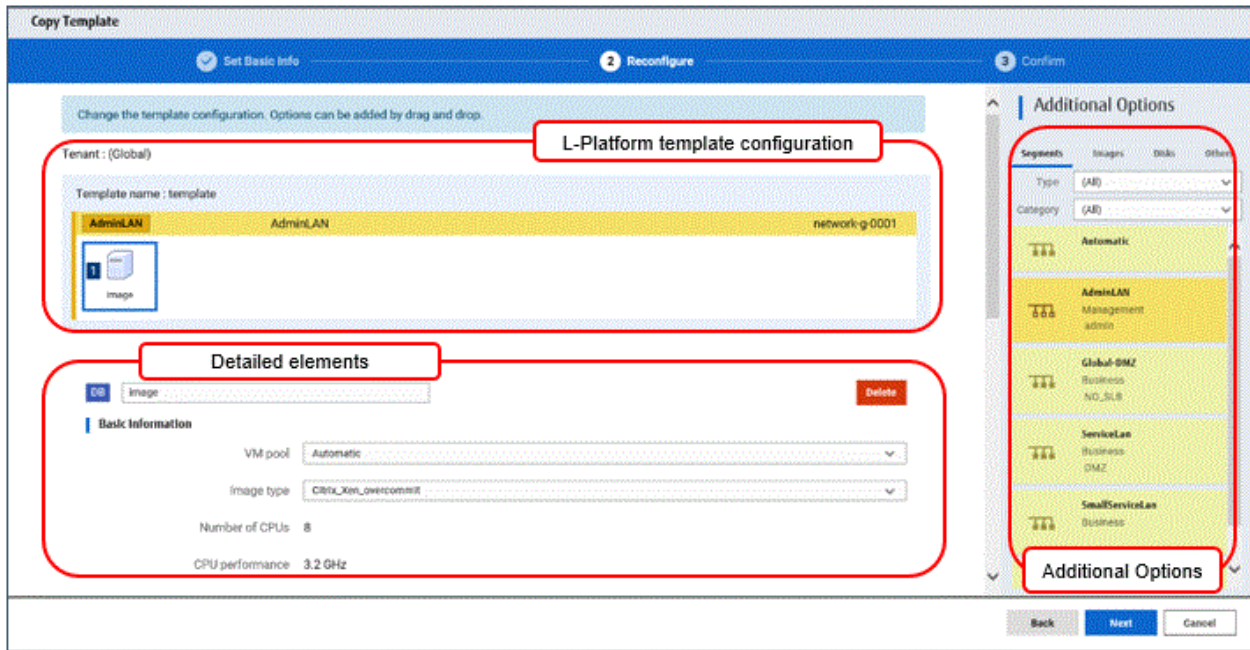 Copy Template
Set Basic Info
2 Reconfigure
3 Confirm
Change the template configuration. Options can be added by drag and drop.
L-Platform template configuration
Tenant : (Global)
Template name : template
AdminLAN AdminLAN network-g-0001
1
image
Detailed elements
DB image Delete
Basic Information
VM pool Automatic
Image type Citrix_Xen_overcommit
Number of CPUs 8
CPU performance 3.2 GHz
Additional Options
Segments Images Disks Others
Type (All)
Category (All)
Automatic
AdminLAN
Management
admin
Global-DMZ
Business
NO_SLB
ServiceLan
Business
DMZ
SmallServiceLan
Business
Additional Options
Back Next Cancel